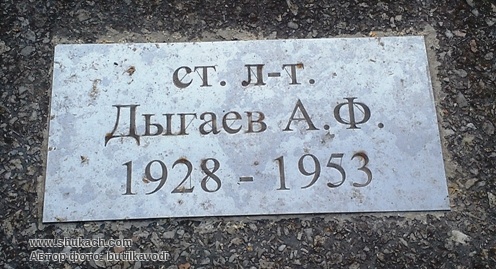 ст. л-т.
Дыгаев А.Ф.
1928 - 1953
www.shukach.com
Автор фото: butilkavodi